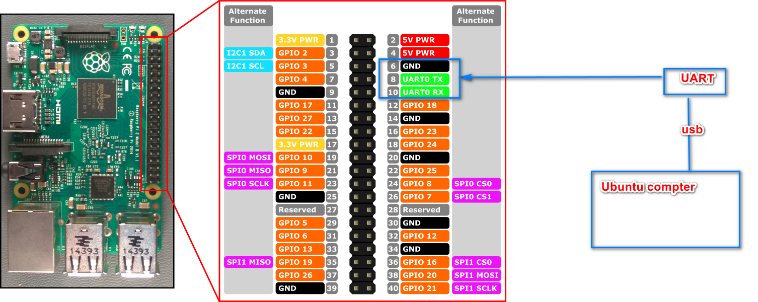 Alternate
Function
Alternate
Function
3.3V PWR 1 2 5V PWR
I2C1 SDA GPIO 2 3 4 5V PWR
I2C1 SCL GPIO 3 5 6 GND
GPIO 4 7 8 UART0 TX
GND 9 10 UART0 RX
GPIO 17 11 12 GPIO 18
GPIO 27 13 14 GND
GPIO 22 15 16 GPIO 23
3.3V PWR 17 18 GPIO 24
SPI0 MOSI GPIO 10 19 20 GND
SPI0 MISO GPIO 9 21 22 GPIO 25
SPI0 SCLK GPIO 11 23 24 GPIO 8 SPI0 CS0
GND 25 26 GPIO 7 SPI0 CS1
Reserved 27 28 Reserved
GPIO 5 29 30 GND
GPIO 6 31 32 GPIO 12
GPIO 13 33 34 GND
SPI1 MISO GPIO 19 35 36 GPIO 16 SPI1 CS0
GPIO 26 37 38 GPIO 20 SPI1 MOSI
GND 39 40 GPIO 21 SPI1 SCLK
UART
usb
Ubuntu compter
HDMI
14393
14393